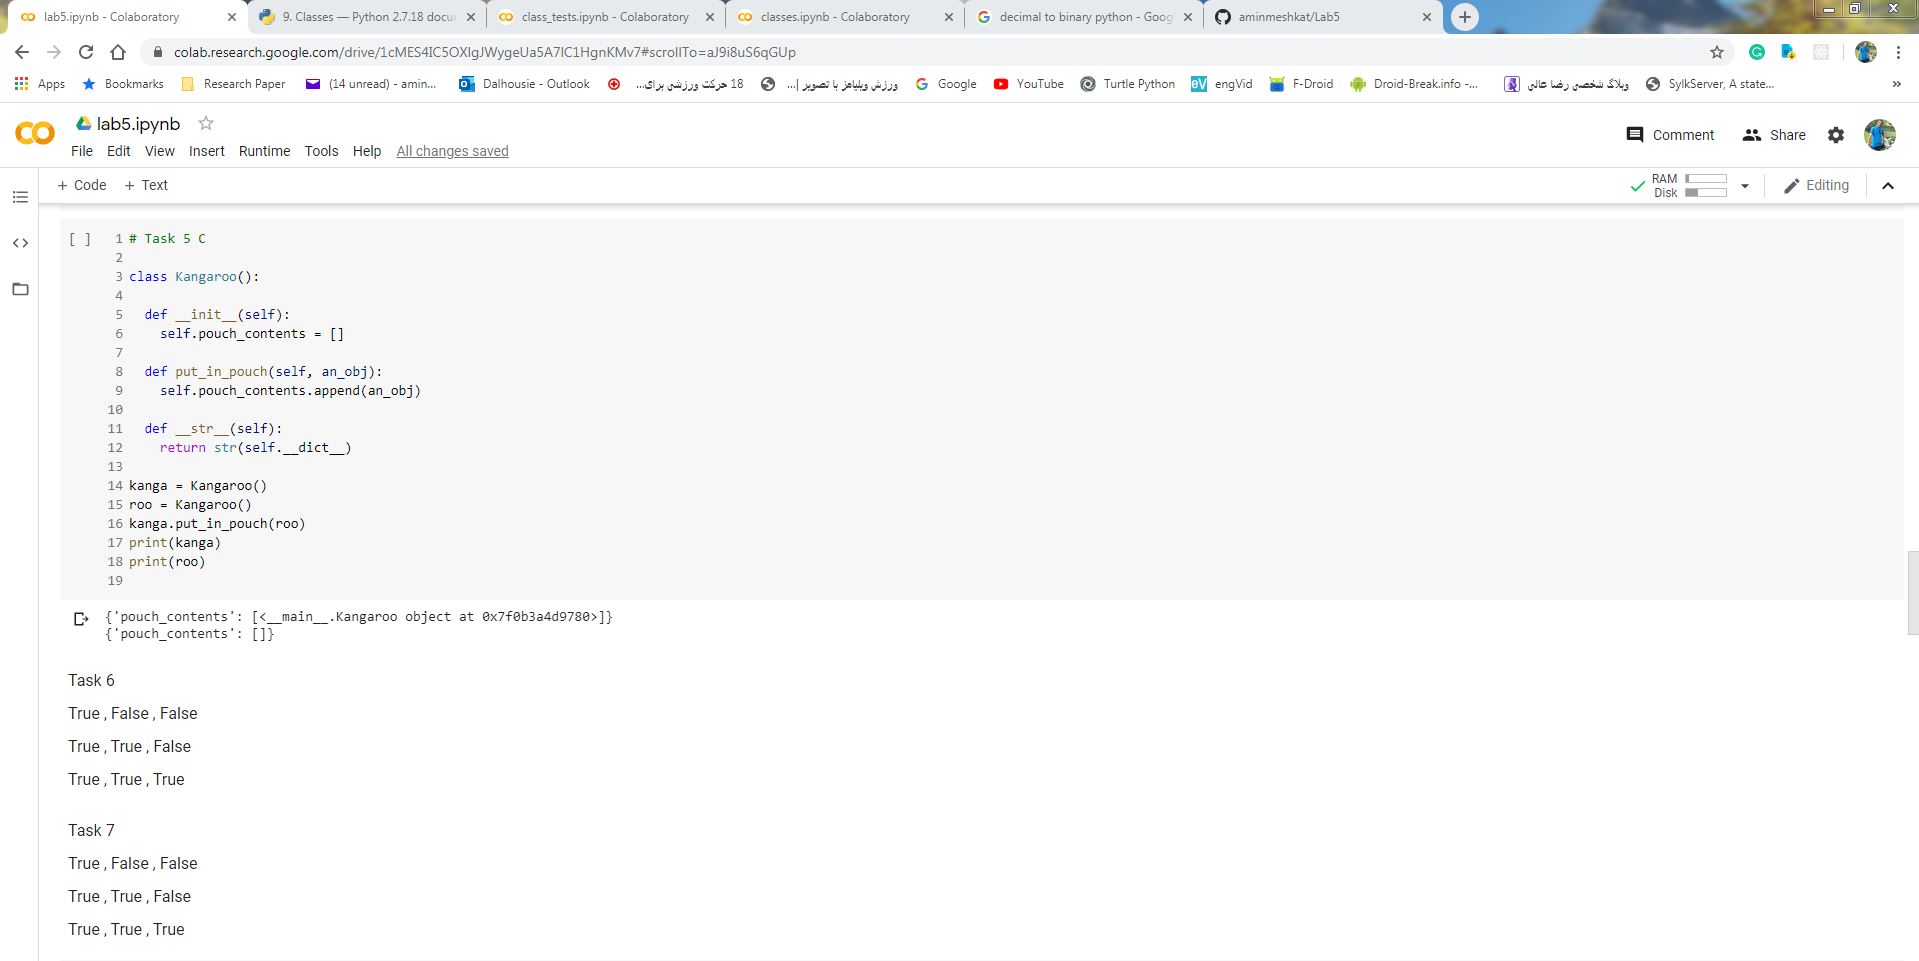 lab5.ipynb - Colaboratory
9. Classes — Python 2.7.18 docu
class_tests.ipynb - Colaboratory
classes.ipynb - Colaboratory
decimal to binary python - Goog
aminmeshkat/Lab5
colab.research.google.com/drive/1cMES4IC5OXlgJWygeUa5A7IC1HgnKMv7#scrollTo=aJ9i8uS6qGUp
Apps
Bookmarks
Research Paper
(14 unread) - amin...
Dalhousie - Outlook
18 حرکت ورزشی برای...
ورزش ویلیامز با تصویر |...
Google
YouTube
Turtle Python
eV engVid
F-Droid
Droid-Break.info -...
وبلاگ شخصی رضا عالی
SylkServer, A state...
»
lab5.ipynb
Comment
Share
File Edit View Insert Runtime Tools Help All changes saved
+ Code + Text
RAM
Disk
Editing
[ ] 1 # Task 5 C
2
3 class Kangaroo():
4
5   def __init__(self):
6     self.pouch_contents = []
7
8   def put_in_pouch(self, an_obj):
9     self.pouch_contents.append(an_obj)
10
11   def __str__(self):
12     return str(self.__dict__)
13
14 kanga = Kangaroo()
15 roo = Kangaroo()
16 kanga.put_in_pouch(roo)
17 print(kanga)
18 print(roo)
19
{'pouch_contents': [<__main__.Kangaroo object at 0x7f0b3a4d9780>]}
{'pouch_contents': []}
Task 6
True , False , False
True , True , False
True , True , True
Task 7
True , False , False
True , True , False
True , True , True